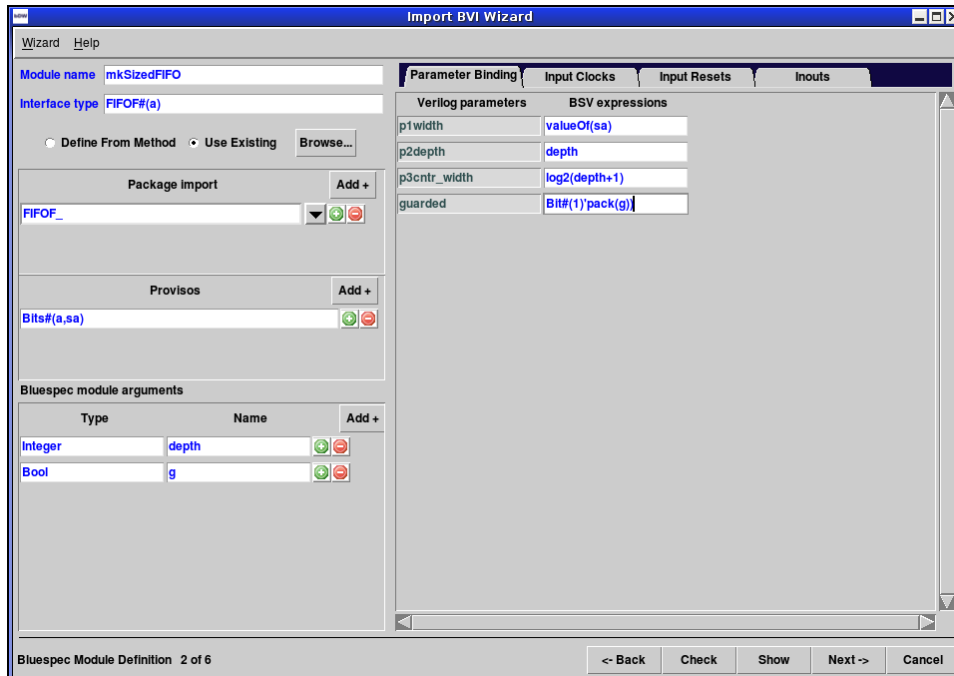 Import BVI Wizard
Wizard Help
Module name mkSizedFIFO
Interface type FIFOF#(a)
Define From Method Use Existing Browse...
Package import Add +
FIFOF_
Provisos Add +
Bits#(a,sa)
Bluespec module arguments
Type Name Add +
Integer depth
Bool g
Parameter Binding Input Clocks Input Resets Inouts
Verilog parameters BSV expressions
p1width valueOf(sa)
p2depth depth
p3cntr_width log2(depth+1)
guarded Bit#(1)'pack(g))
Bluespec Module Definition 2 of 6
<- Back Check Show Next -> Cancel